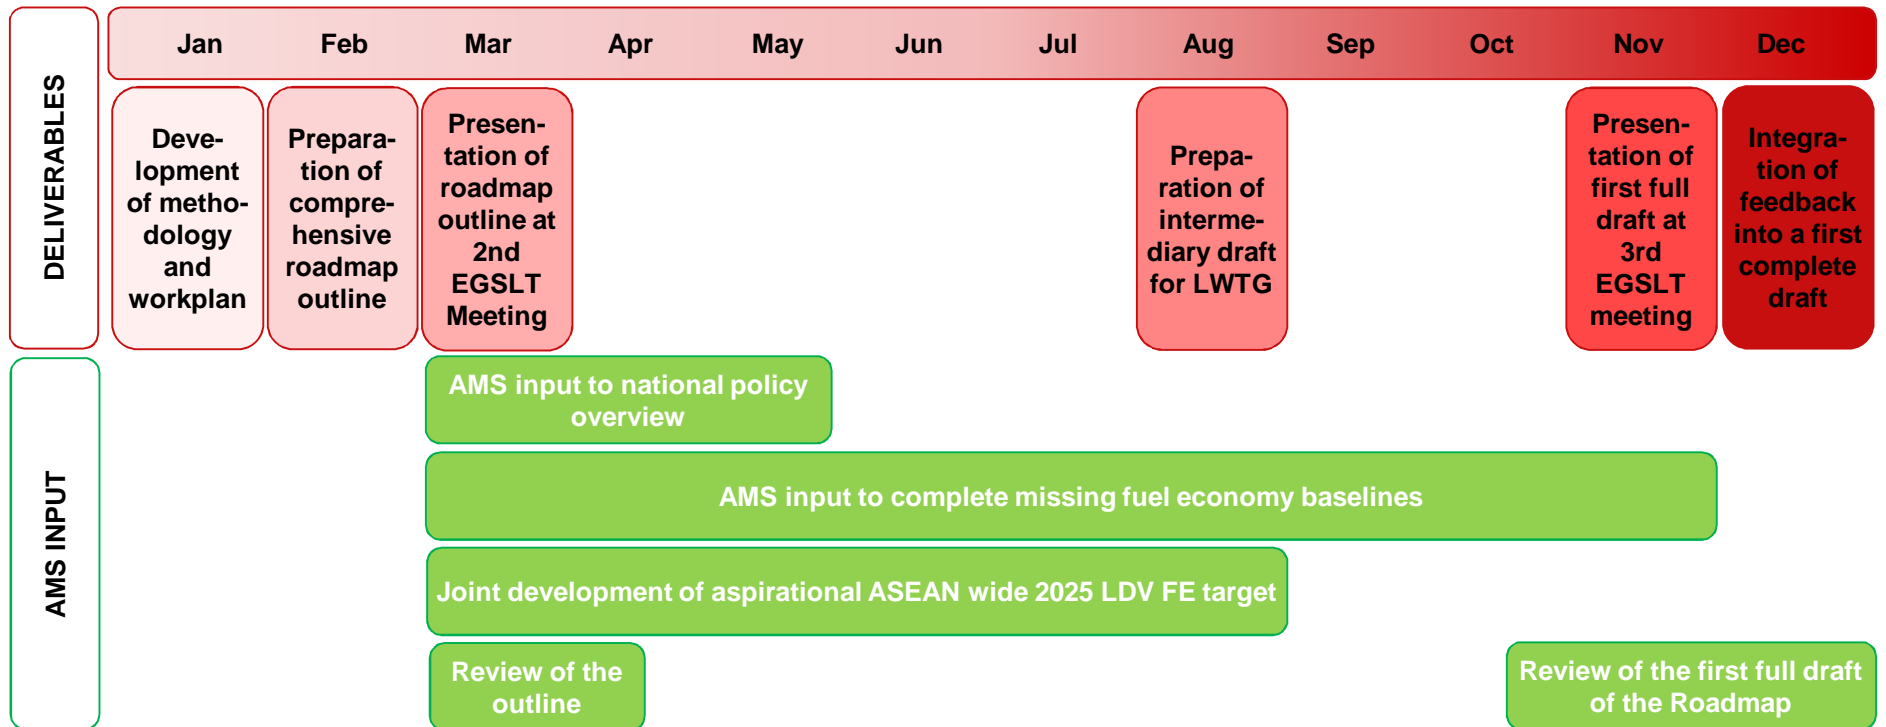 Jan Feb Mar Apr May Jun Jul Aug Sep Oct Nov Dec
DELIVERABLES
Deve-
lopment
of metho-
dology
and
workplan
Prepara-
tion of
compre-
hensive
roadmap
outline
Presen-
tation of
roadmap
outline at
2nd
EGSLT
Meeting
Prepa-
ration of
interme-
diary draft
for LWTG
Presen-
tation of
first full
draft at
3rd
EGSLT
meeting
Integra-
tion of
feedback
into a first
complete
draft
AMS INPUT
AMS input to national policy
overview
AMS input to complete missing fuel economy baselines
Joint development of aspirational ASEAN wide 2025 LDV FE target
Review of the
outline
Review of the first full draft
of the Roadmap